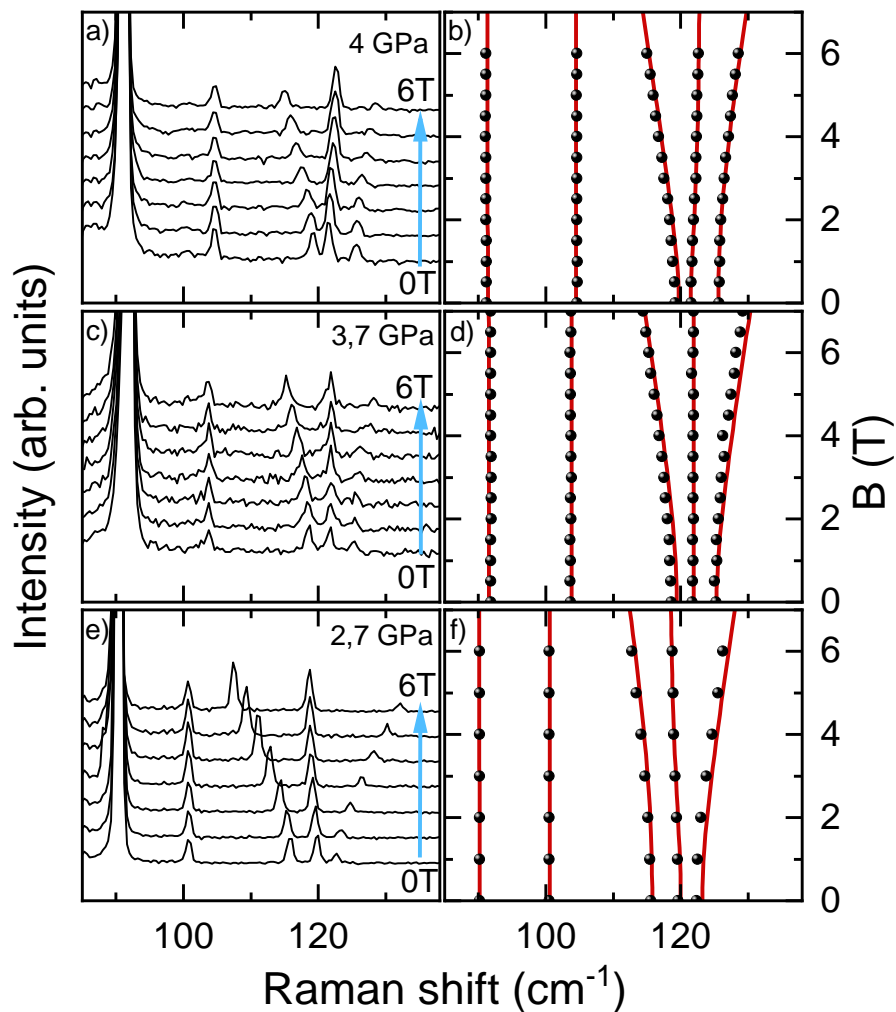 a)
4 GPa
6T
0T
b)
6
4
2
0
c)
3,7 GPa
6T
0T
d)
6
4
2
0
e)
2,7 GPa
6T
0T
f)
6
4
2
0
100
120
100
120
Intensity (arb. units)
B (T)
Raman shift (cm-1)